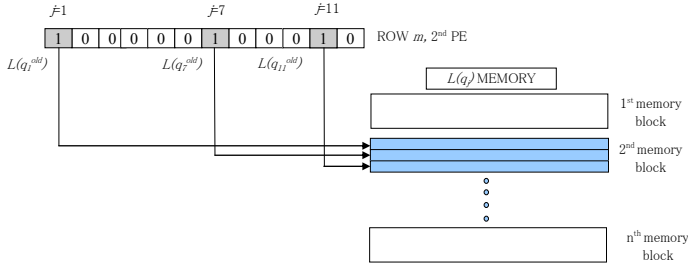 j=1 j=7 j=11
1 0 0 0 0 0 1 0 0 0 1 0 ROW m, 2nd PE
L(q1old) L(q7old) L(q11old)
L(qj) MEMORY
1st memory
block
2nd memory
block
nth memory
block